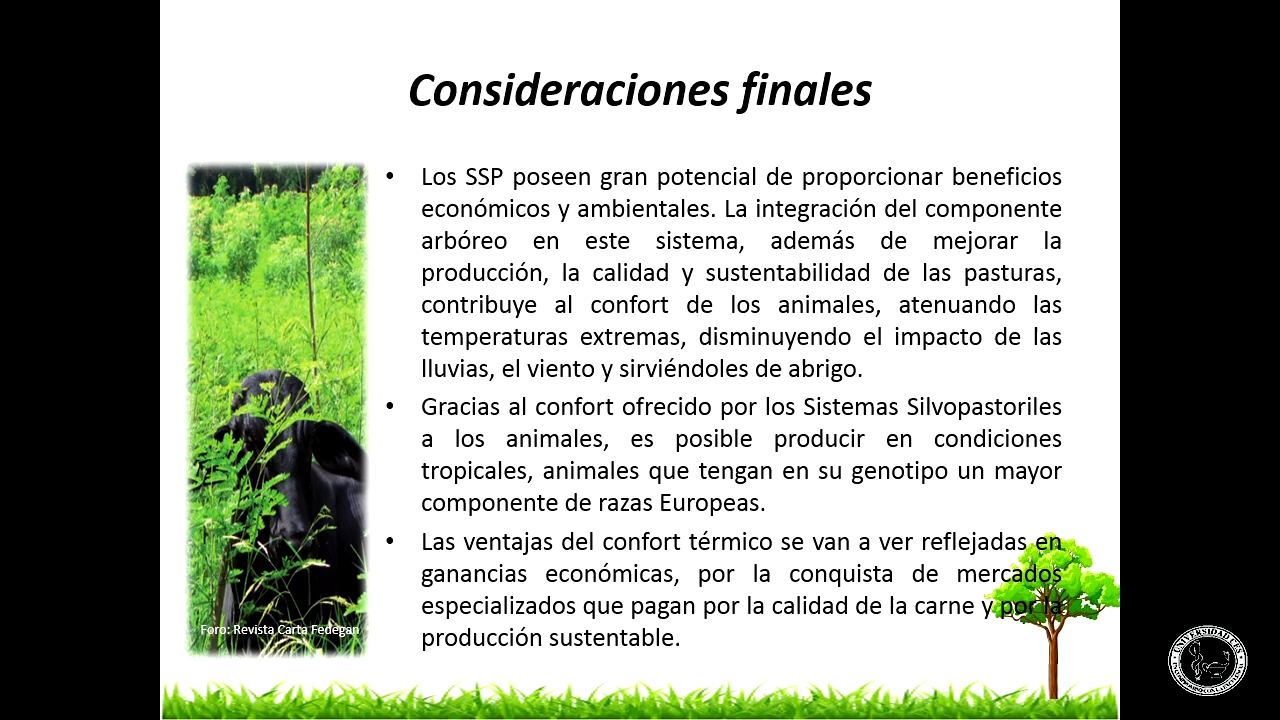 Consideraciones finales
• Los SSP poseen gran potencial de proporcionar beneficios
económicos y ambientales. La integración del componente
arbóreo en este sistema, además de mejorar la
producción, la calidad y sustentabilidad de las pasturas,
contribuye al confort de los animales, atenuando las
temperaturas extremas, disminuyendo el impacto de las
lluvias, el viento y sirviéndoles de abrigo.
• Gracias al confort ofrecido por los Sistemas Silvopastoriles
a los animales, es posible producir en condiciones
tropicales, animales que tengan en su genotipo un mayor
componente de razas Europeas.
• Las ventajas del confort térmico se van a ver reflejadas en
ganancias económicas, por la conquista de mercados
especializados que pagan por la calidad de la carne y por la
producción sustentable.
Foro: Revista Carta Fedegan
UNIVERSIDAD